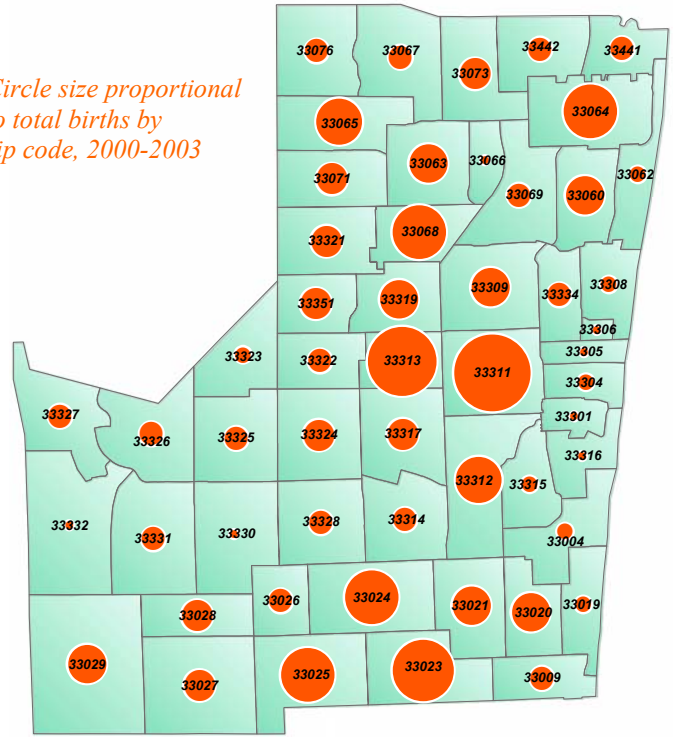 33076 33067 33442 33441
33073
Circle size proportional
o total births by
ip code, 2000-2003
33065 33064
33063 33066 33062
33071 33069 33060
33068
33321
33309 33308
33351 33319 33334
33306
33323 33322 33313 33305
33311 33304
33327 33301
33326 33325 33324 33317
33316
33312 33315
33332 33331 33330 33328 33314
33004
33026 33024 33021 33020 33019
33028
33029 33025 33023
33027 33009